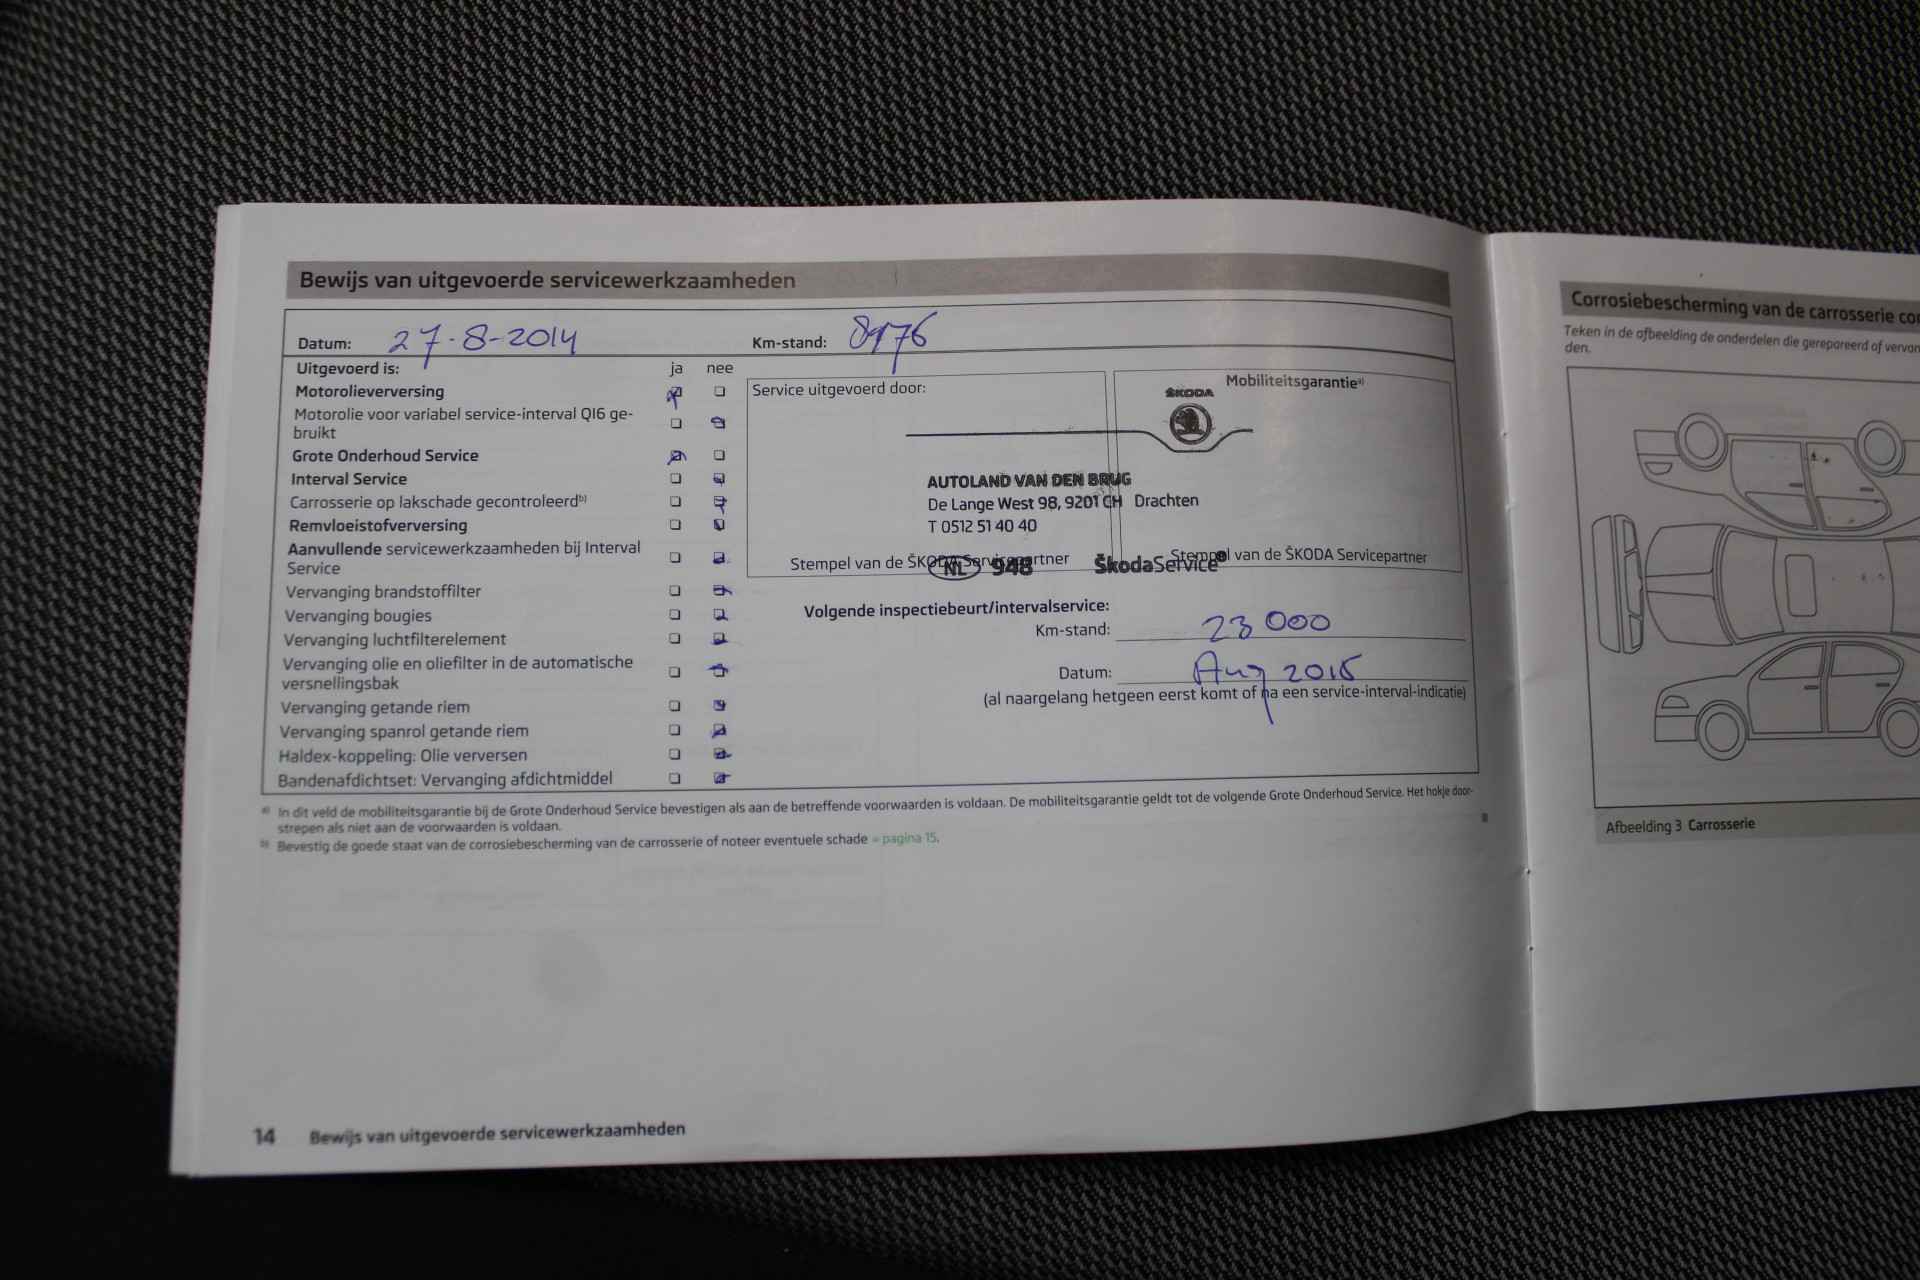 Bewijs van uitgevoerde servicewerkzaamheden
Datum: 27-8-2014 Km-stand: 8976
Uitgevoerd is: ja nee
Motorolieverversing
Motorolie voor variabel service-interval QI6 ge-
bruikt
Grote Onderhoud Service
Interval Service
Carrosserie op lakschade gecontroleerd b)
Remvloeistofverversing
Aanvullende servicewerkzaamheden bij Interval
Service
Vervanging brandstoffilter
Vervanging bougies
Vervanging luchtfilterelement
Vervanging olie en oliefilter in de automatische
versnellingsbak
Vervanging getande riem
Vervanging spanrol getande riem
Haldex-koppeling: Olie verversen
Bandenafdichtset: Vervanging afdichtmiddel
Service uitgevoerd door:
Mobiliteitsgarantie a)
ŠKODA
AUTOLAND VAN DEN BRUG
De Lange West 98, 9201 CH Drachten
T 0512 51 40 40
Stempel van de ŠKODA Servicepartner
Stempel van de ŠKODA Servicepartner
NL 948 ŠkodaService
Volgende inspectiebeurt/intervalservice:
Km-stand: 23 000
Datum: Aug 2015
(al naargelang hetgeen eerst komt of na een service-interval-indicatie)
a) In dit veld de mobiliteitsgarantie bij de Grote Onderhoud Service bevestigen als aan de betreffende voorwaarden is voldaan. De mobiliteitsgarantie geldt tot de volgende Grote Onderhoud Service. Het hokje door-
strepen als niet aan de voorwaarden is voldaan.
b) Bevestig de goede staat van de corrosiebescherming van de carrosserie of noteer eventuele schade » pagina 15.
14 Bewijs van uitgevoerde servicewerkzaamheden
Corrosiebescherming van de carrosserie
Teken in de afbeelding de onderdelen die gerepareerd of
den.
Afbeelding 3 Carrosserie